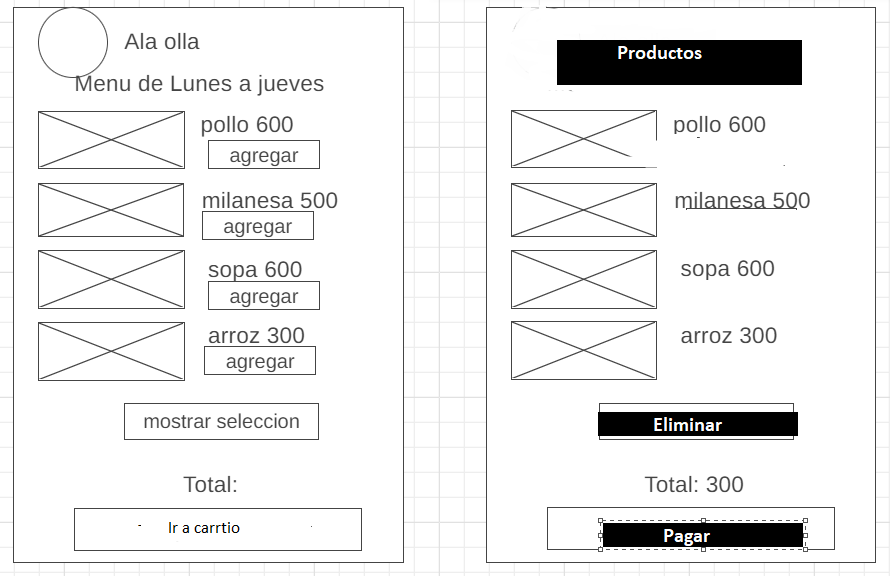 Ala olla
Menu de Lunes a jueves
pollo 600
agregar
milanesa 500
agregar
sopa 600
agregar
arroz 300
agregar
mostrar seleccion
Total:
Ir a carrtio
Productos
pollo 600
milanesa 500
sopa 600
arroz 300
Eliminar
Total: 300
Pagar